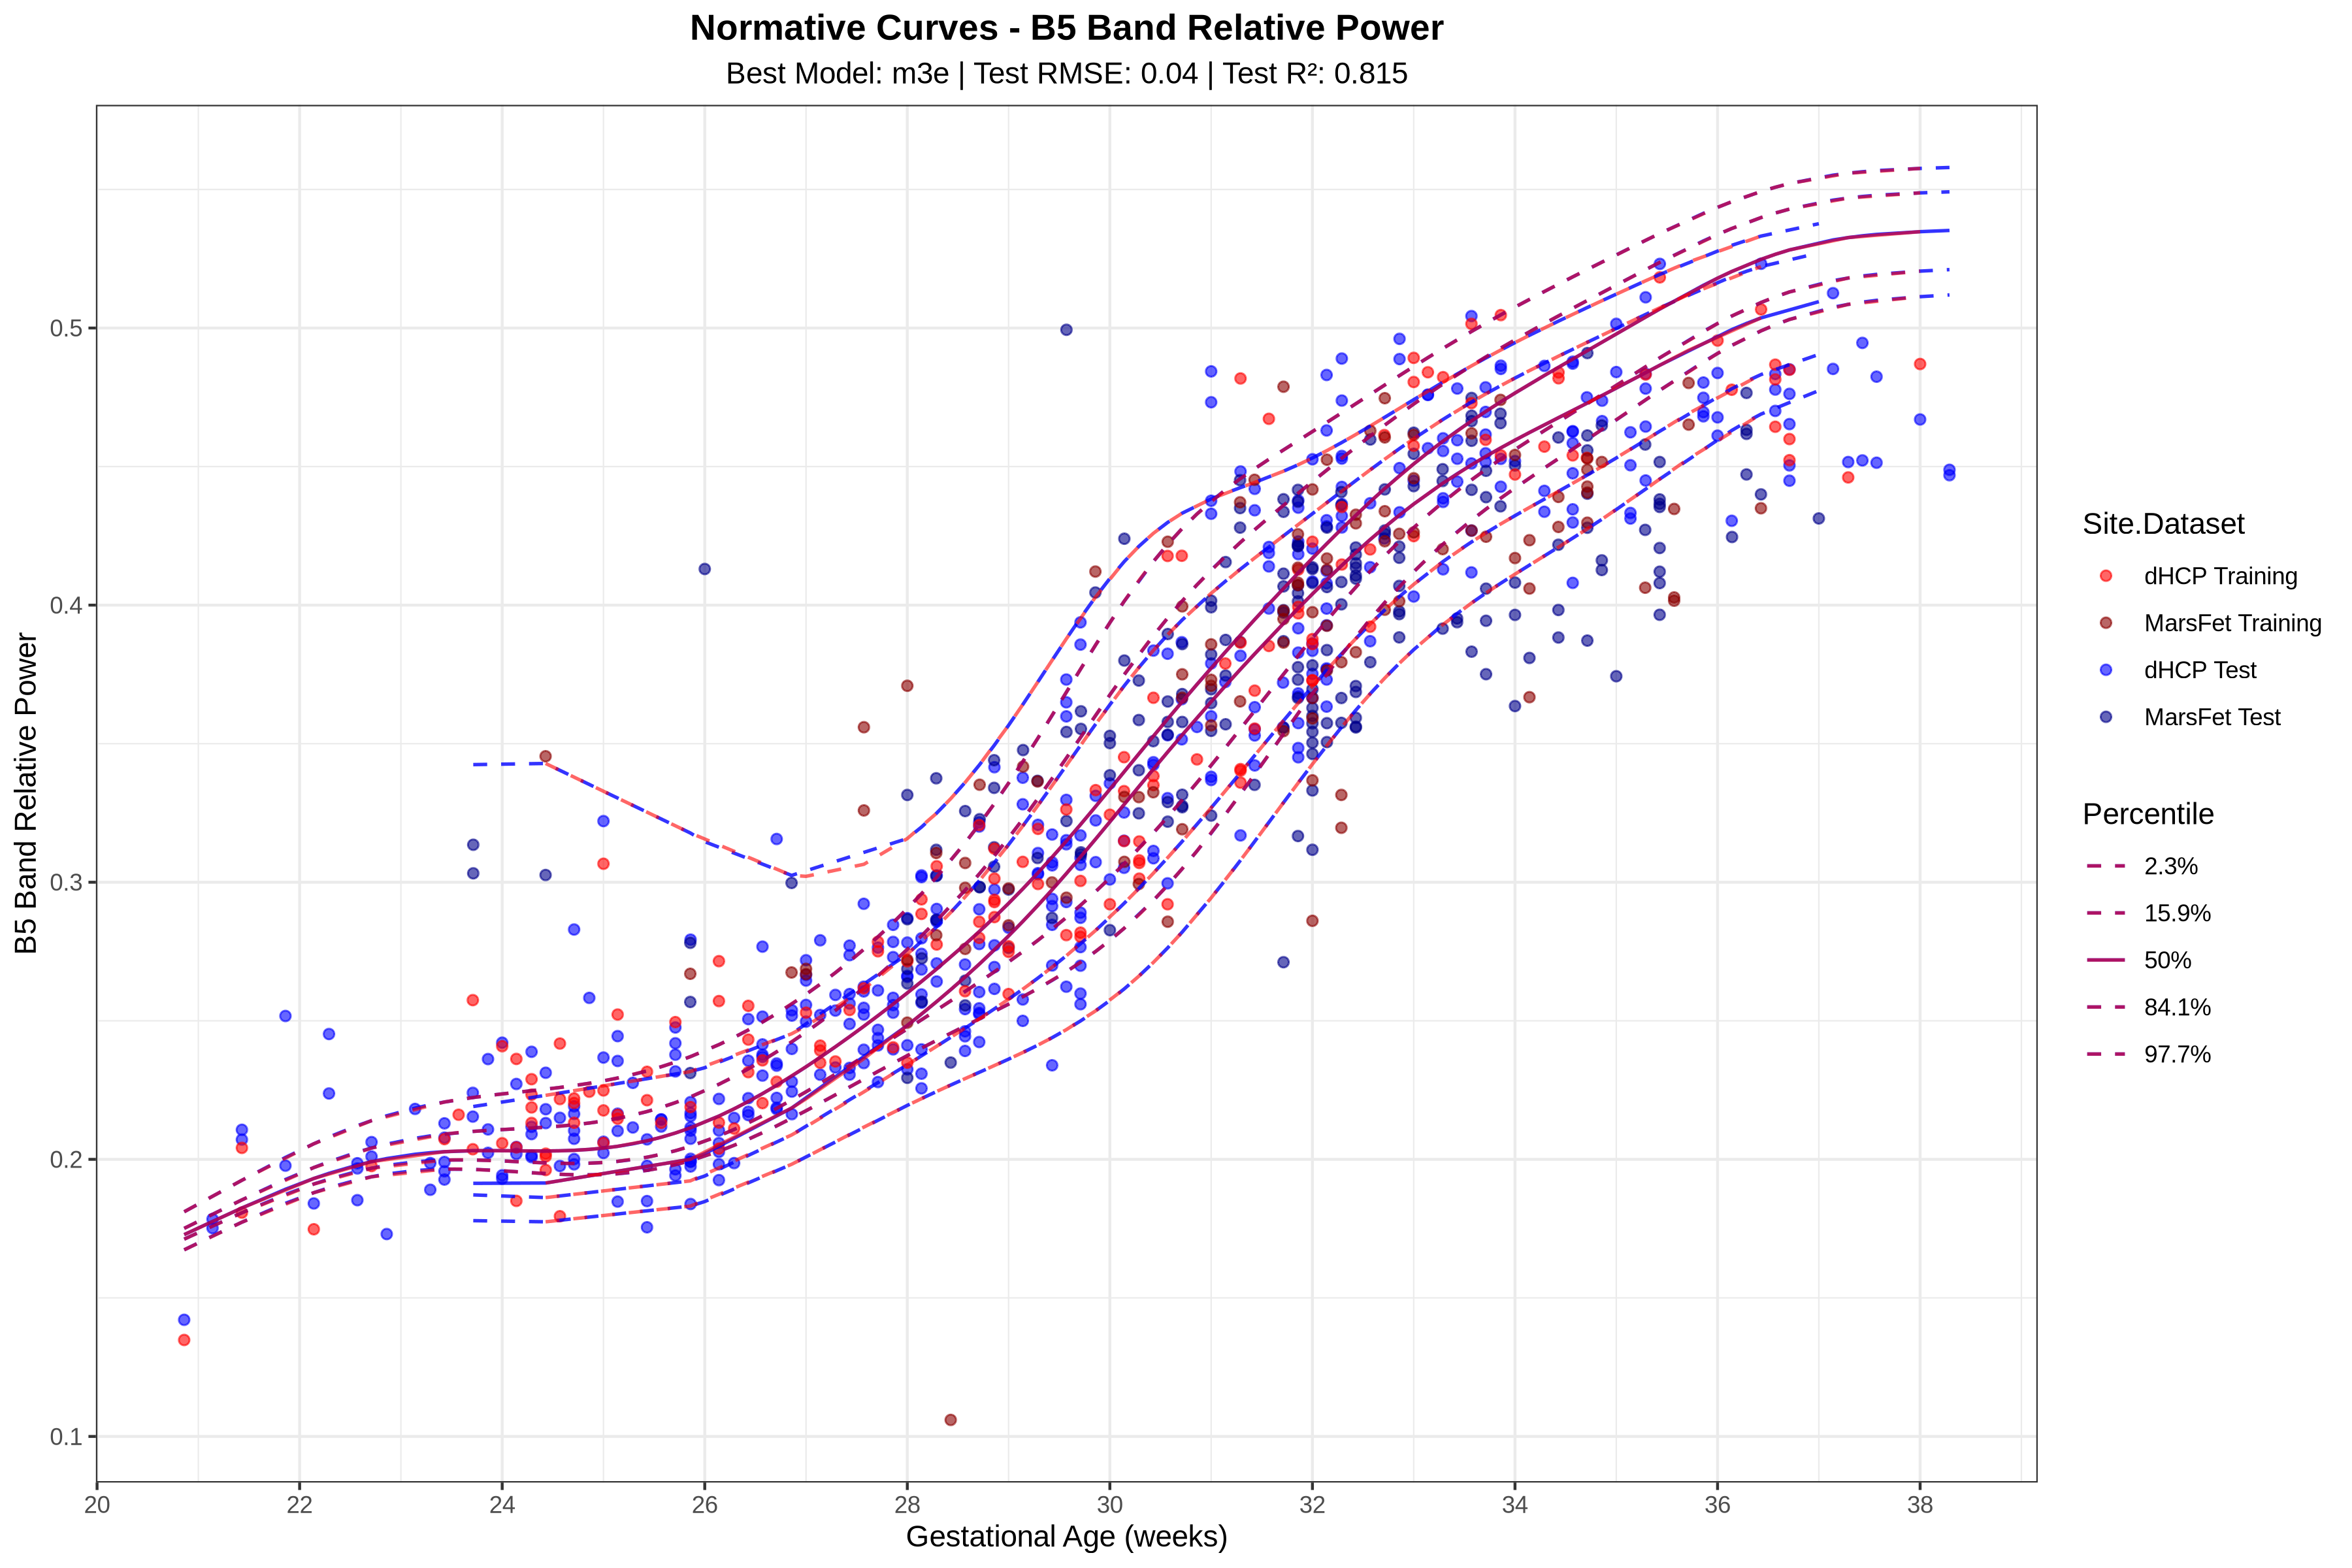 Normative Curves - B5 Band Relative Power
Best Model: m3e | Test RMSE: 0.04 | Test R²: 0.815
B5 Band Relative Power
0.5
0.4
0.3
0.2
0.1
20 22 24 26 28 30 32 34 36 38
Gestational Age (weeks)
Site.Dataset
dHCP Training
MarsFet Training
dHCP Test
MarsFet Test
Percentile
2.3%
15.9%
50%
84.1%
97.7%